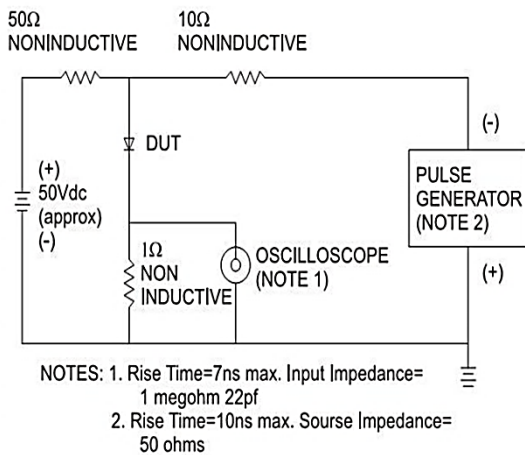 50Ω
NONINDUCTIVE
10Ω
NONINDUCTIVE
DUT
(+)
50Vdc
(approx)
(-)
1Ω
NON
INDUCTIVE
OSCILLOSCOPE
(NOTE 1)
(-)
PULSE
GENERATOR
(NOTE 2)
(+)
NOTES: 1. Rise Time=7ns max. Input Impedance=
1 megohm 22pf
2. Rise Time=10ns max. Sourse Impedance=
50 ohms